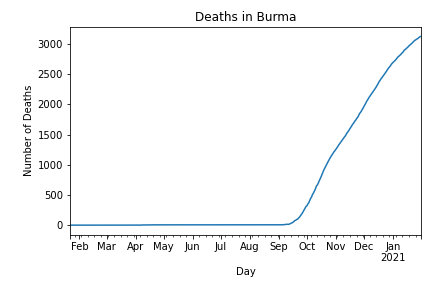 Deaths in Burma
Number of Deaths
3000
2500
2000
1500
1000
500
0
Feb Mar Apr May Jun Jul Aug Sep Oct Nov Dec Jan
2021
Day